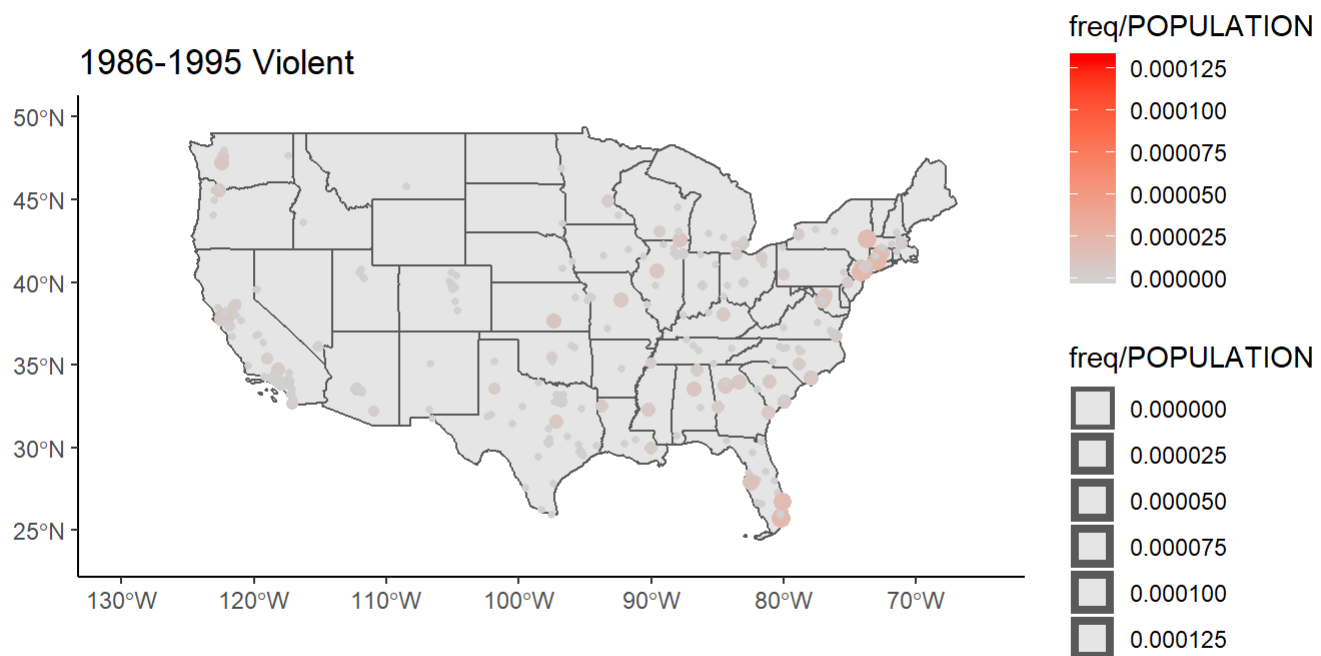 1986-1995 Violent
50°N
45°N
40°N
35°N
30°N
25°N
130°W
120°W
110°W
100°W
90°W
80°W
70°W
freq/POPULATION
0.000125
0.000100
0.000075
0.000050
0.000025
0.000000
freq/POPULATION
0.000000
0.000025
0.000050
0.000075
0.000100
0.000125